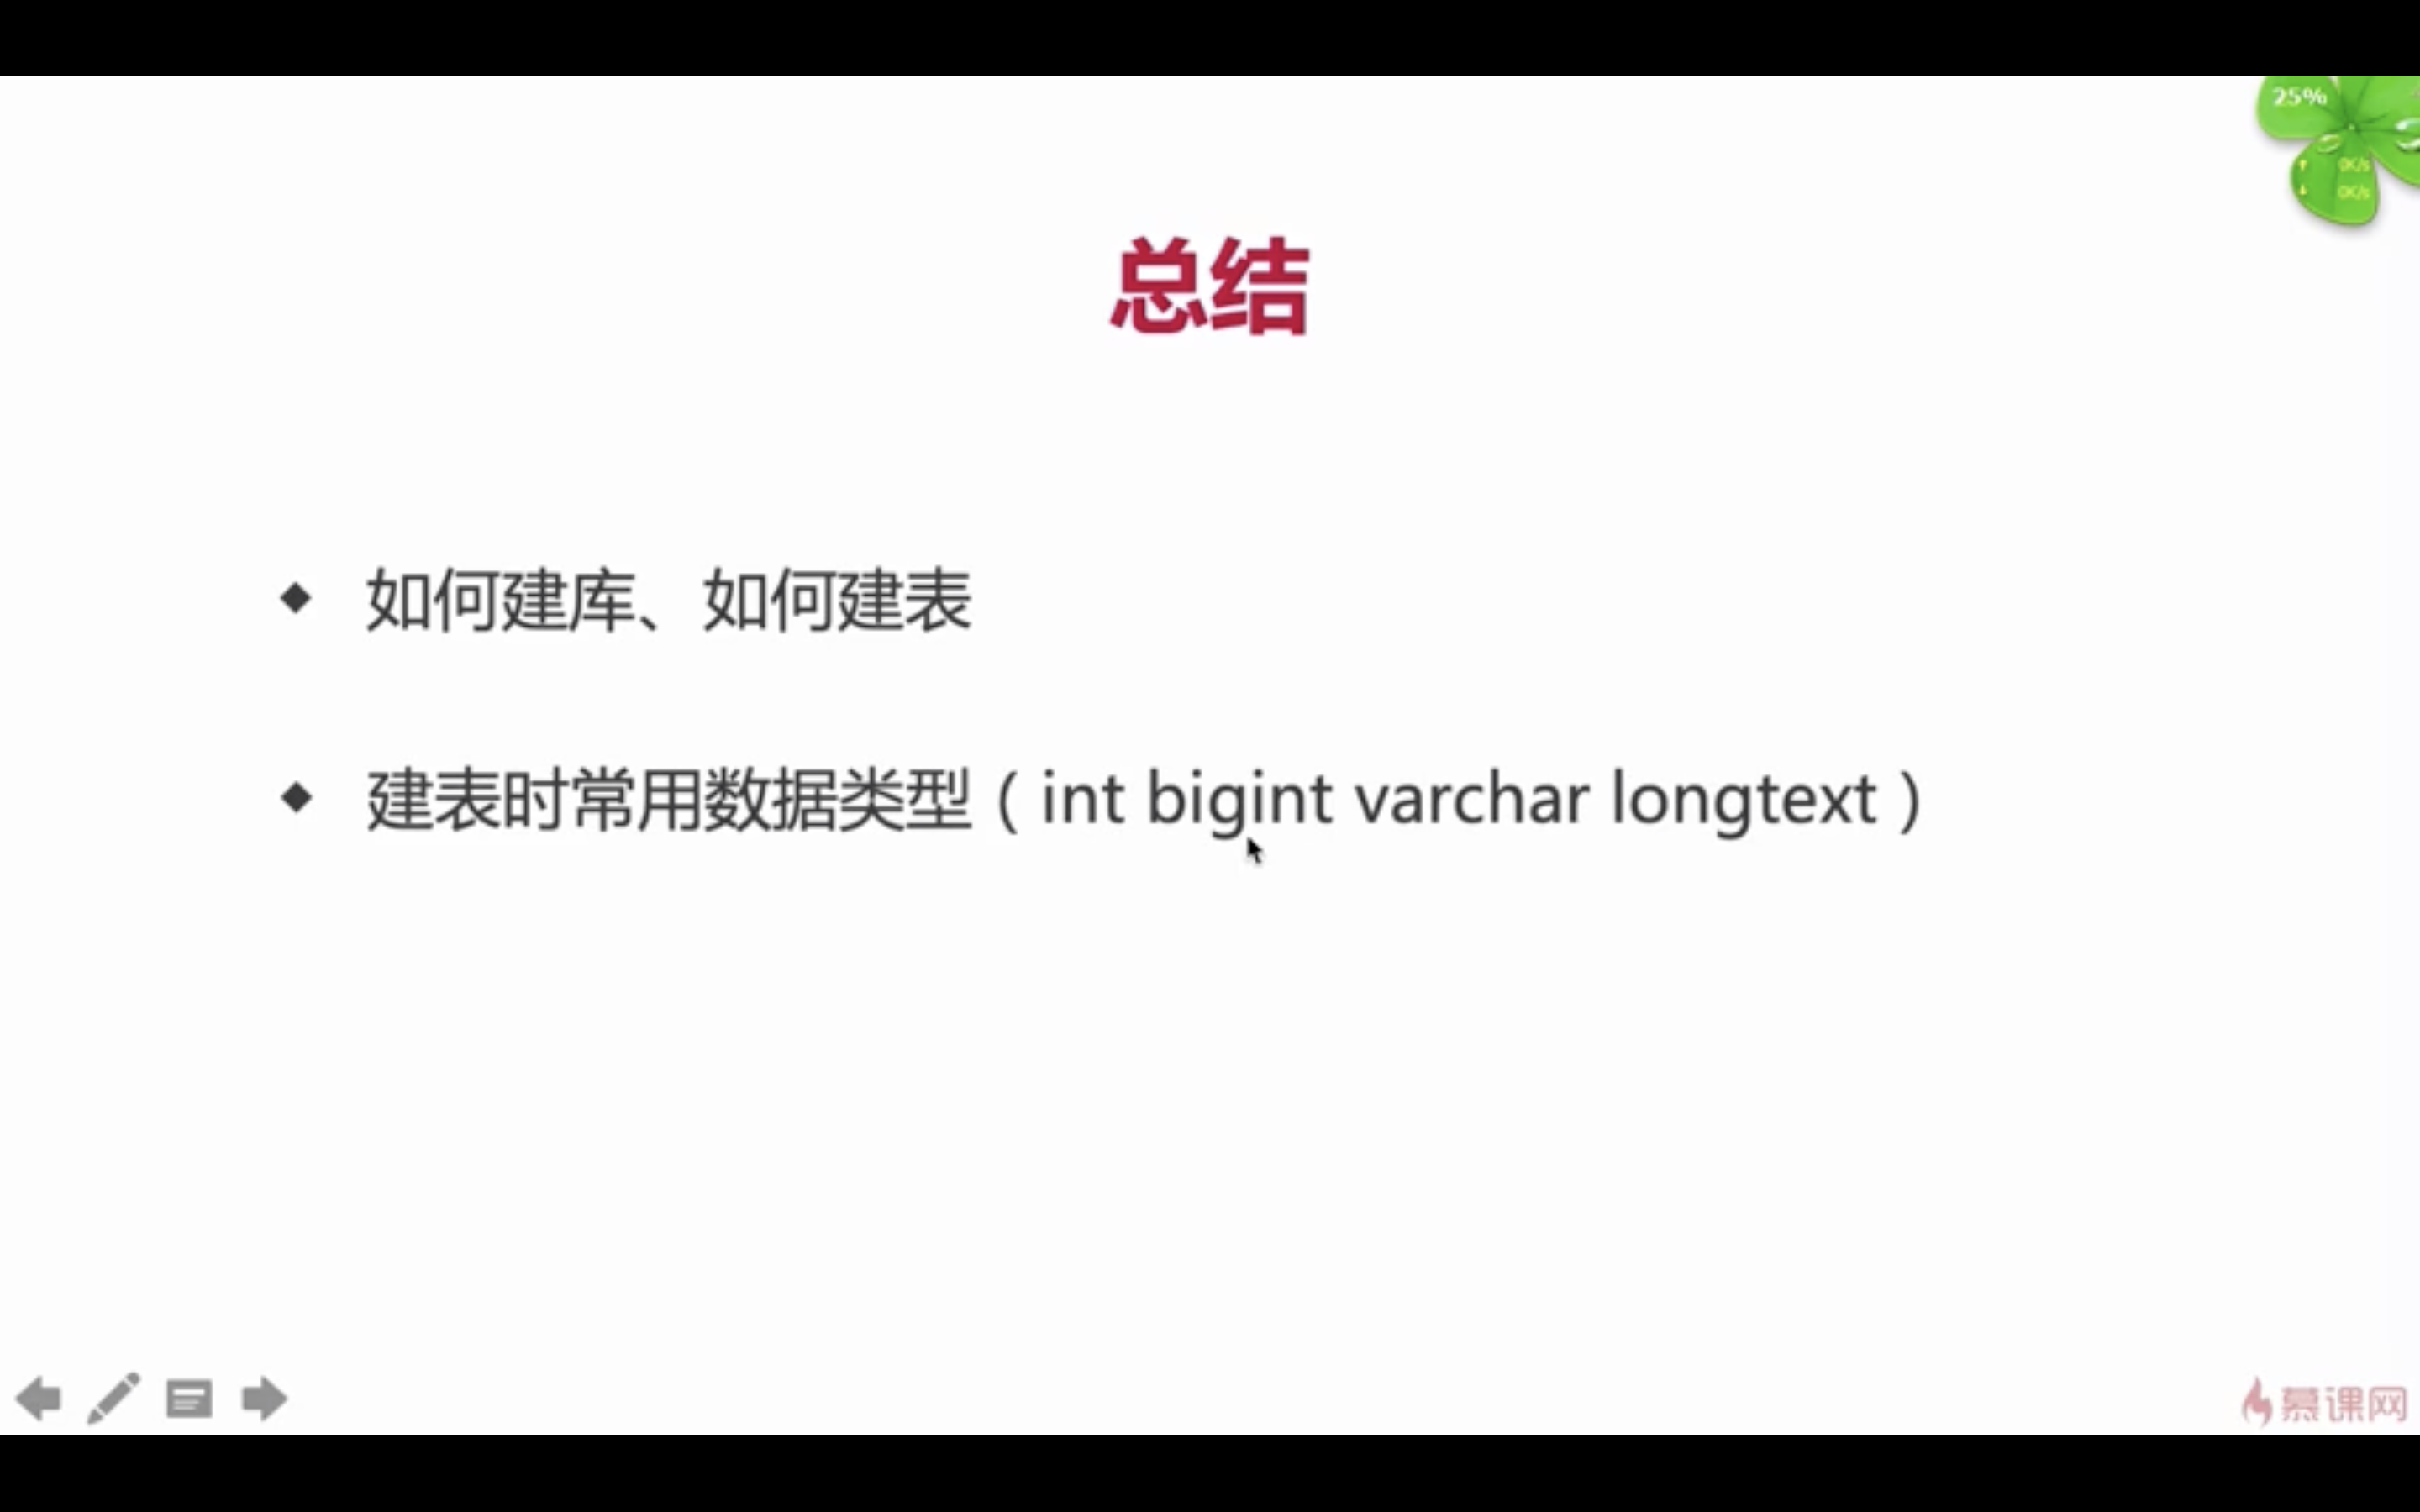 25%
0K/s
0K/s
总结
◆ 如何建库、如何建表
◆ 建表时常用数据类型（int bigint varchar longtext）
慕课网